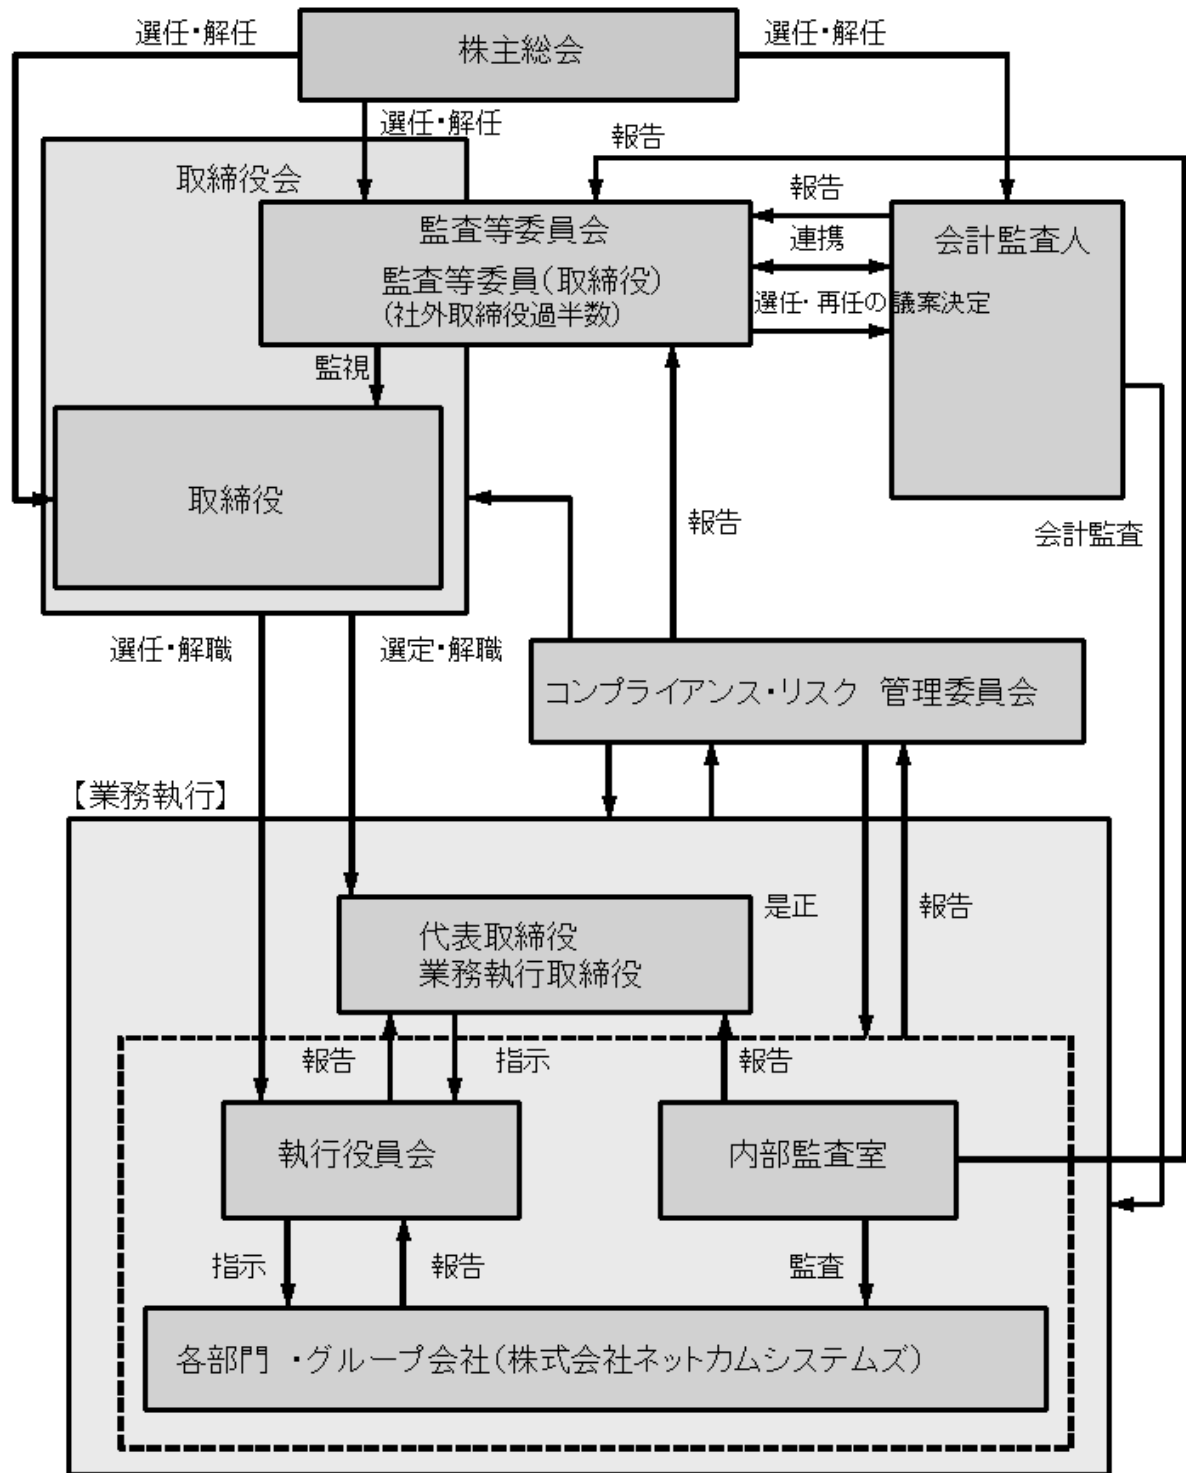 選任・解任
株主総会
選任・解任
選任・解任
報告
取締役会
報告
監査等委員会
会計監査人
連携
監査等委員(取締役)
(社外取締役過半数)
選任・再任の議案決定
監視
取締役
報告
会計監査
選任・解職
選定・解職
コンプライアンス・リスク 管理委員会
【業務執行】
是正
報告
代表取締役
業務執行取締役
報告
指示
報告
執行役員会
内部監査室
指示
報告
監査
各部門 ・グループ会社(株式会社ネットカムシステムズ)